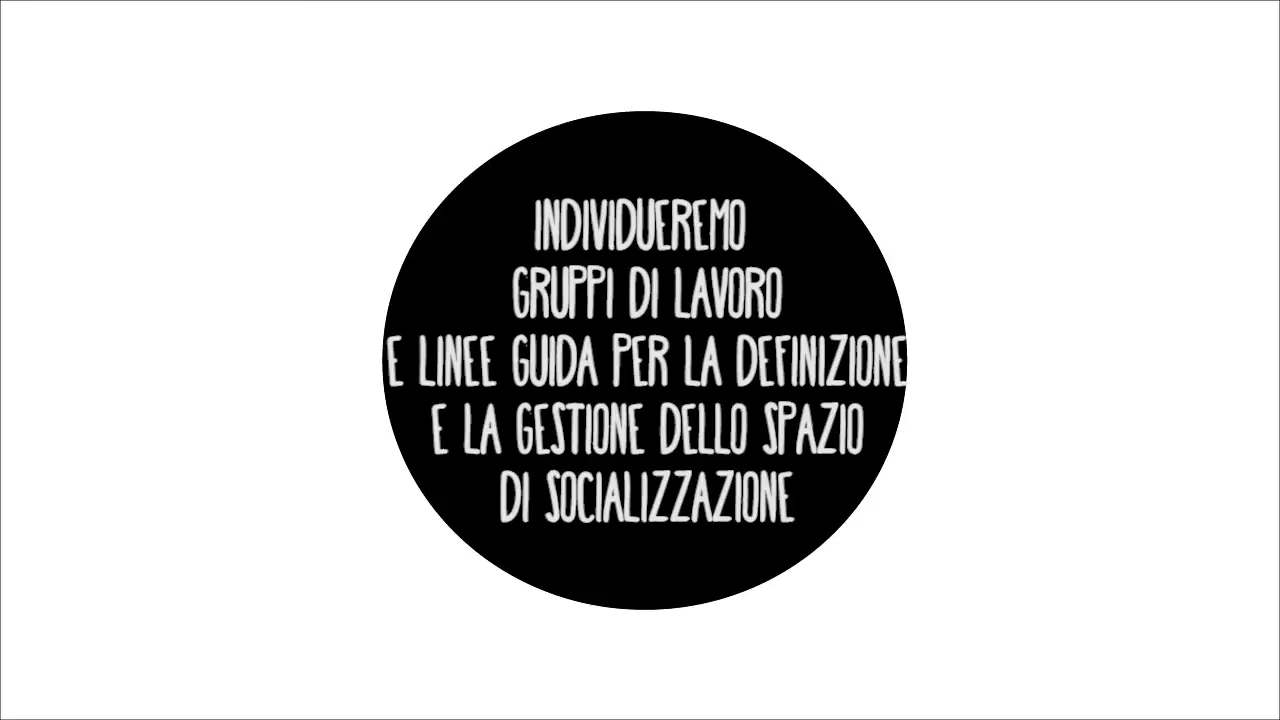 INDIVIDUEREMO
GRUPPI DI LAVORO
E LINEE GUIDA PER LA DEFINIZIONE
E LA GESTIONE DELLO SPAZIO
DI SOCIALIZZAZIONE